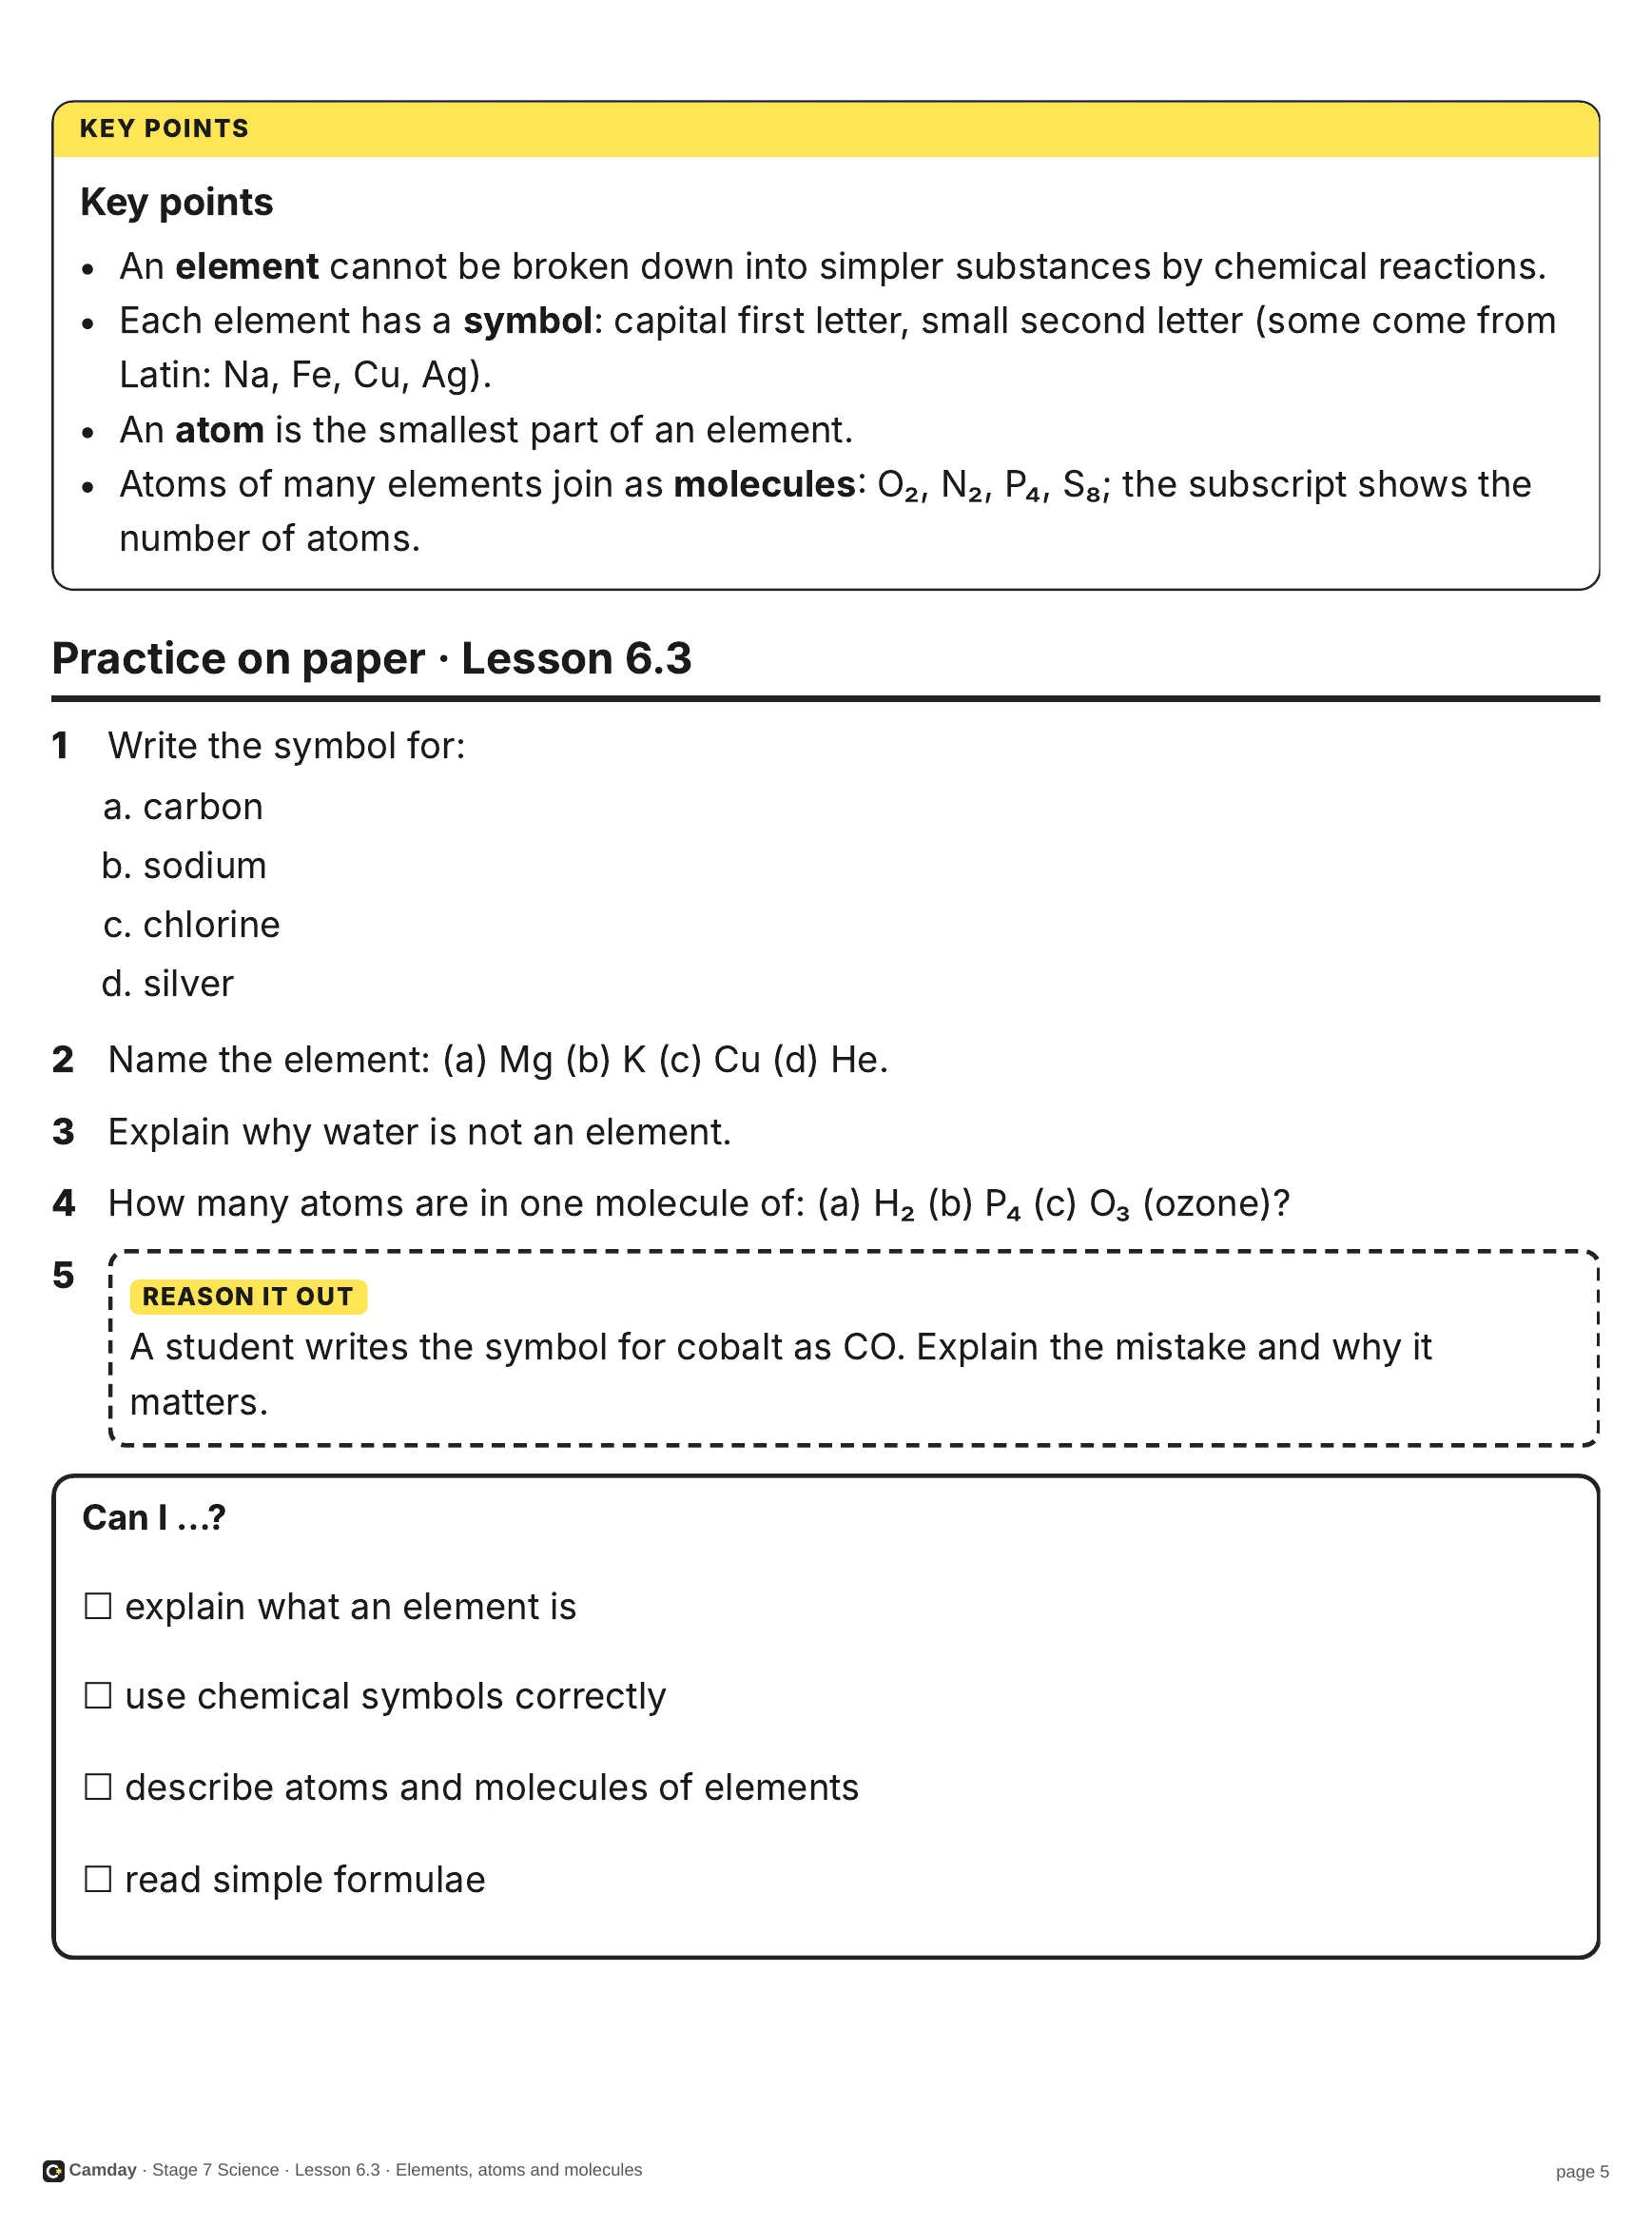 KEY POINTS
Key points
• An element cannot be broken down into simpler substances by chemical reactions.
• Each element has a symbol: capital first letter, small second letter (some come from
Latin: Na, Fe, Cu, Ag).
• An atom is the smallest part of an element.
• Atoms of many elements join as molecules: O₂, N₂, P₄, S₈; the subscript shows the
number of atoms.
Practice on paper · Lesson 6.3
1 Write the symbol for:
a. carbon
b. sodium
c. chlorine
d. silver
2 Name the element: (a) Mg (b) K (c) Cu (d) He.
3 Explain why water is not an element.
4 How many atoms are in one molecule of: (a) H₂ (b) P₄ (c) O₃ (ozone)?
5 REASON IT OUT
A student writes the symbol for cobalt as CO. Explain the mistake and why it
matters.
Can I ...?
☐ explain what an element is
☐ use chemical symbols correctly
☐ describe atoms and molecules of elements
☐ read simple formulae
Camday · Stage 7 Science · Lesson 6.3 · Elements, atoms and molecules
page 5